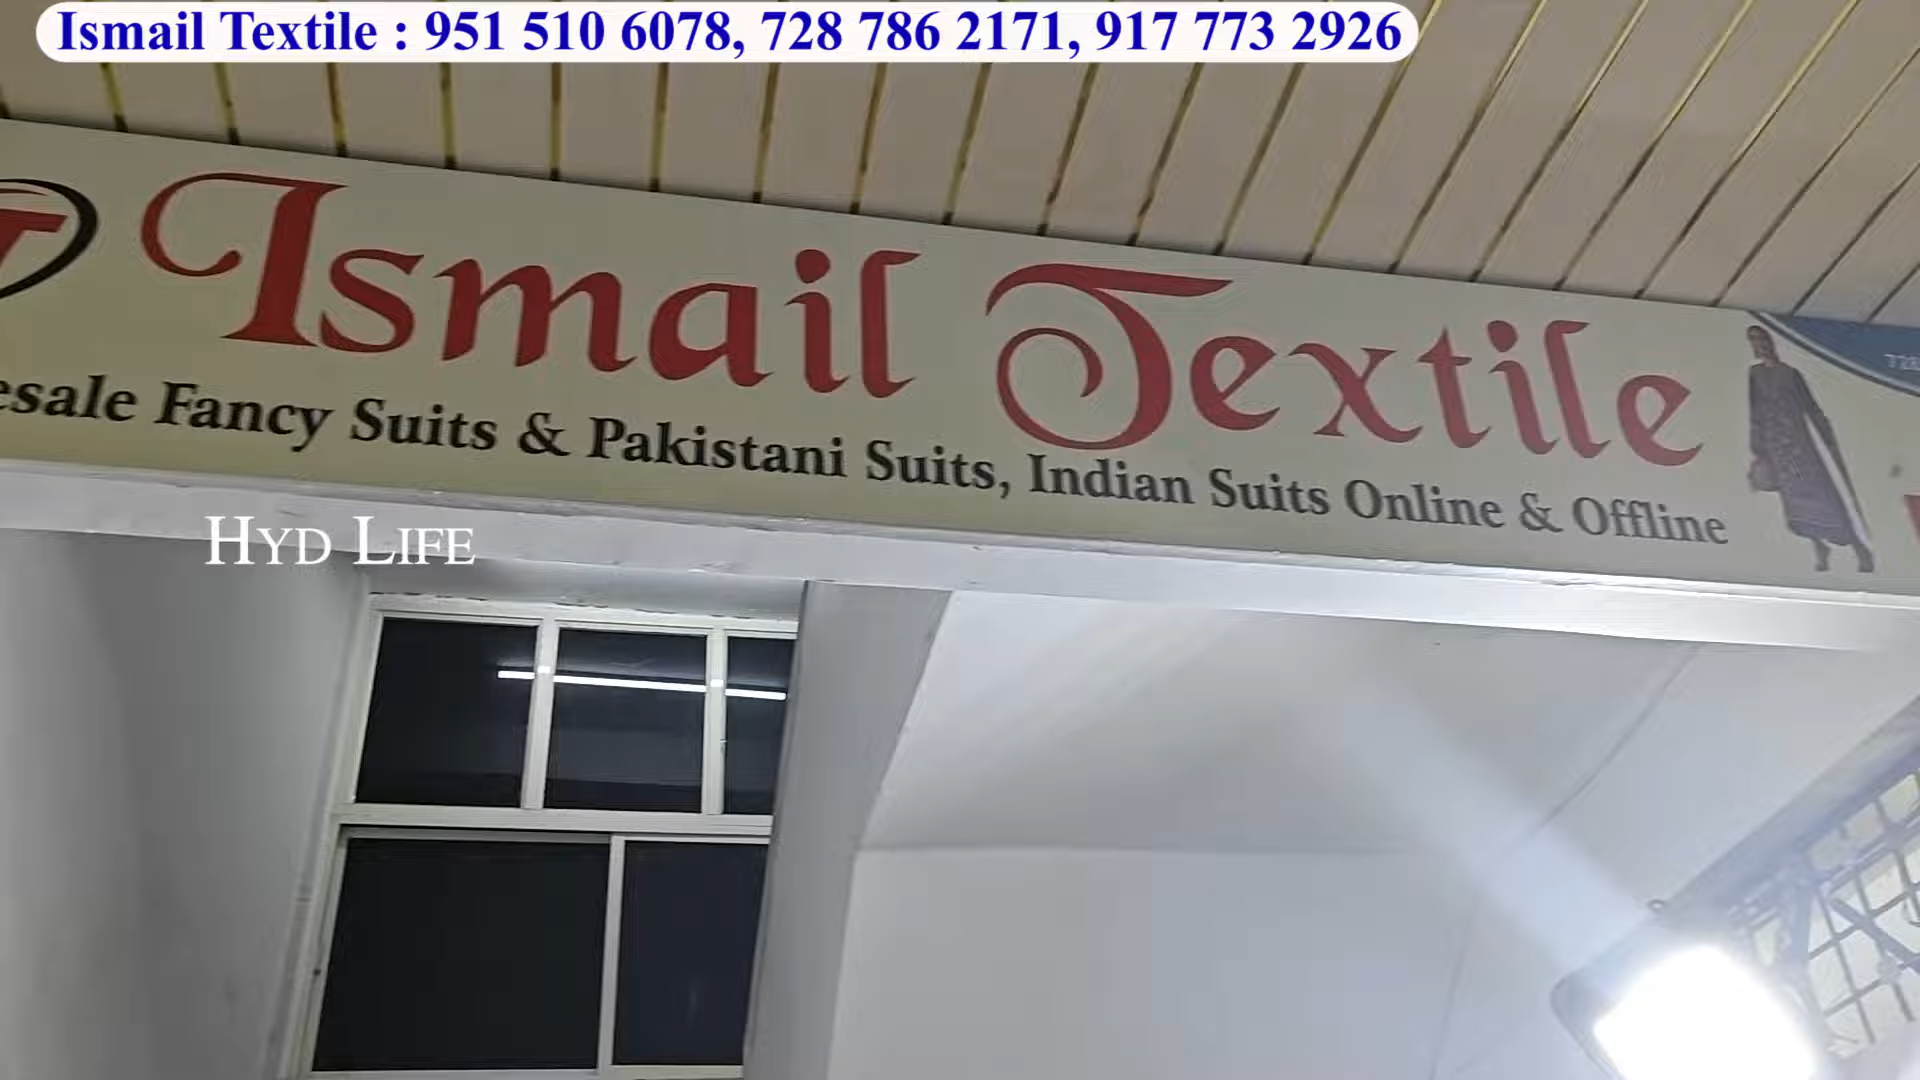 Ismail Textile : 951 510 6078, 728 786 2171, 917 773 2926
Ismail Textile
Fancy Suits & Pakistani Suits, Indian Suits Online & Offline
HYD LIFE